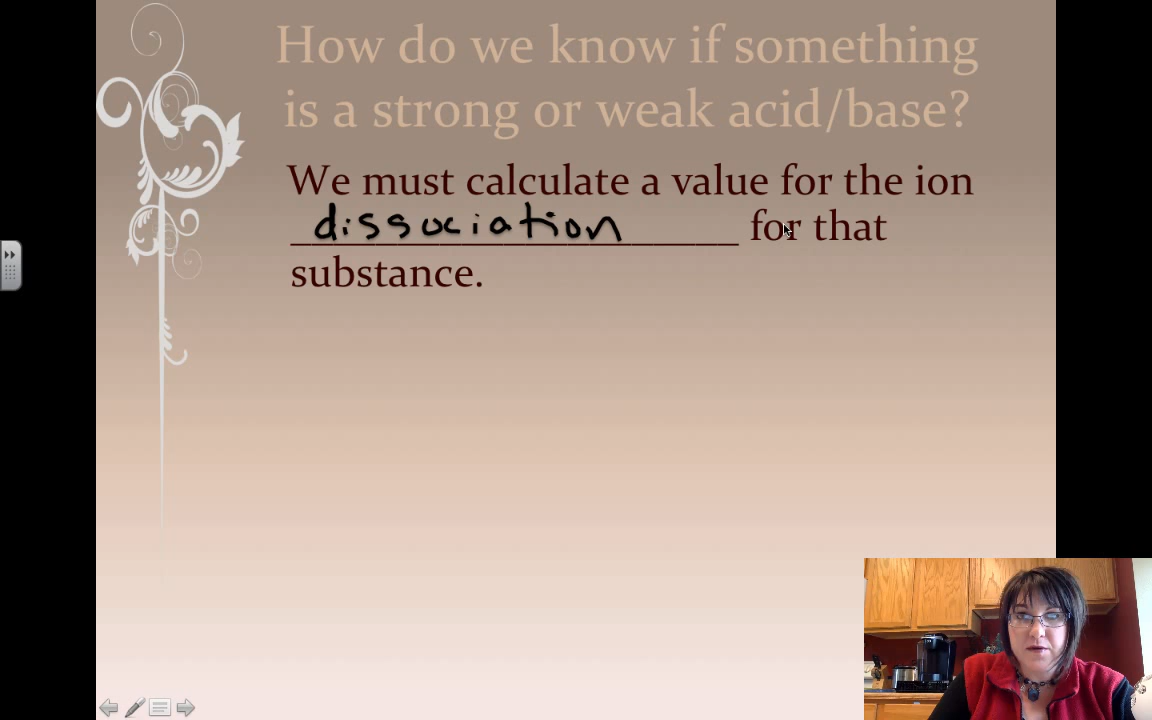 How do we know if something
is a strong or weak acid/base?
We must calculate a value for the ion
dissociation for that
substance.